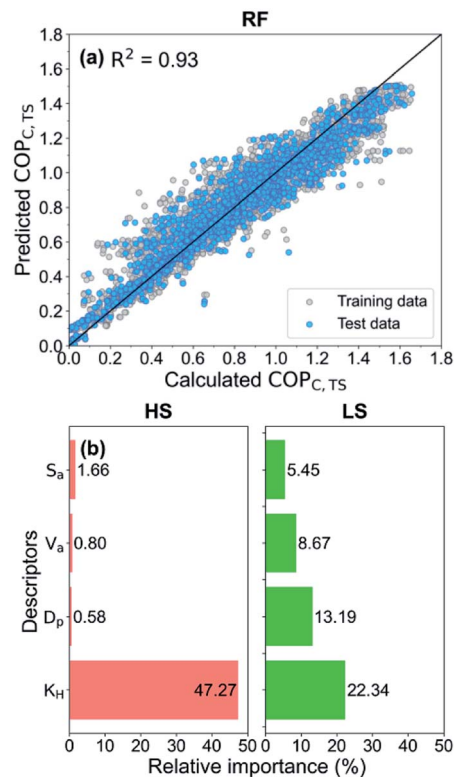 RF
(a) R² = 0.93
Predicted COP_C,TS
1.8
1.6
1.4
1.2
1.0
0.8
0.6
0.4
0.2
0.0
Training data
Test data
0.0 0.2 0.4 0.6 0.8 1.0 1.2 1.4 1.6 1.8
Calculated COP_C,TS
HS LS
(b)
Descriptors
S_a 1.66 5.45
V_a 0.80 8.67
D_p 0.58 13.19
K_H 47.27 22.34
0 10 20 30 40 50 0 10 20 30 40 50
Relative importance (%)